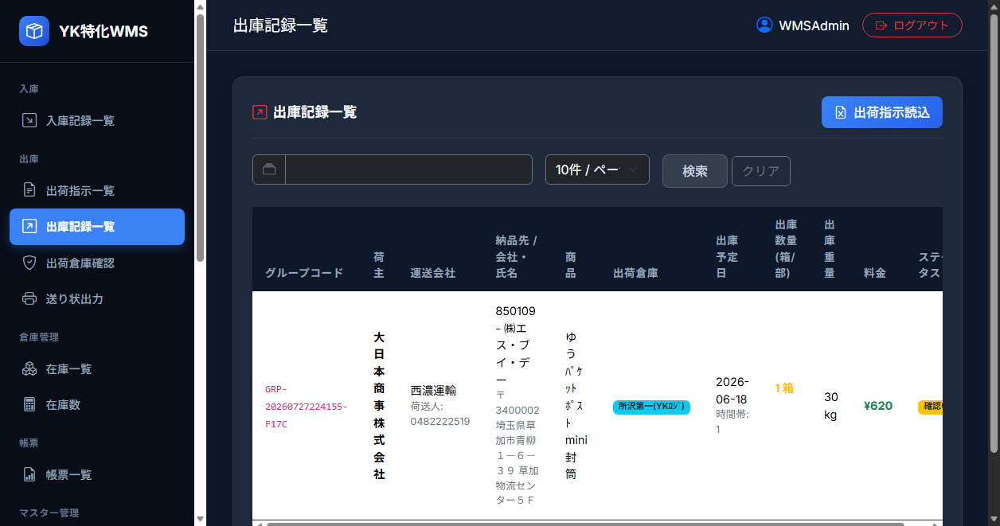 YK特化WMS
入庫
入庫記録一覧
出庫
出荷指示一覧
出庫記録一覧
出荷倉庫確認
送り状出力
倉庫管理
在庫一覧
在庫数
帳票
帳票一覧
マスター管理
出庫記録一覧
WMSAdmin
ログアウト
出庫記録一覧
出荷指示読込
10件 / ペー
検索
クリア
グループコード
荷
主
運送会社
納品先 /
会社・
氏名
商
品
出荷倉庫
出庫
予定
日
出庫
数量
(箱/
部)
出
庫
重
量
料金
ステー
タス
GRP-
20260727224155-
F17C
大
日
本
商
事
株
式
会
社
西濃運輸
荷送人:
0482222519
850109
- ㈱エ
ス・ブ
イ・デ
ー
〒
3400002
埼玉県草
加市青柳
１－６－
３９ 草加
物流セン
ター５Ｆ
ゆ
う
ﾊﾟｹ
ｯﾄ
ﾎﾟｽ
ﾄ
mini
封
筒
所沢第一(YKﾛｼﾞ)
2026-
06-18
時間帯:
1
1 箱
30
kg
¥620
確認